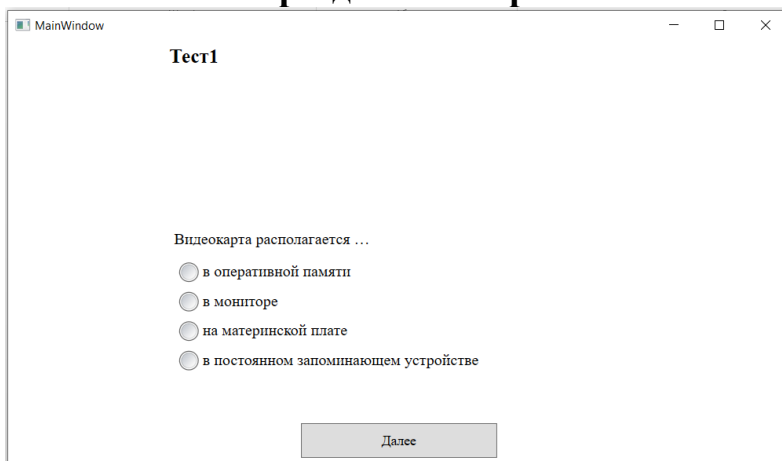 MainWindow
Тест1
Видеокарта располагается …
в оперативной памяти
в мониторе
на материнской плате
в постоянном запоминающем устройстве
Далее